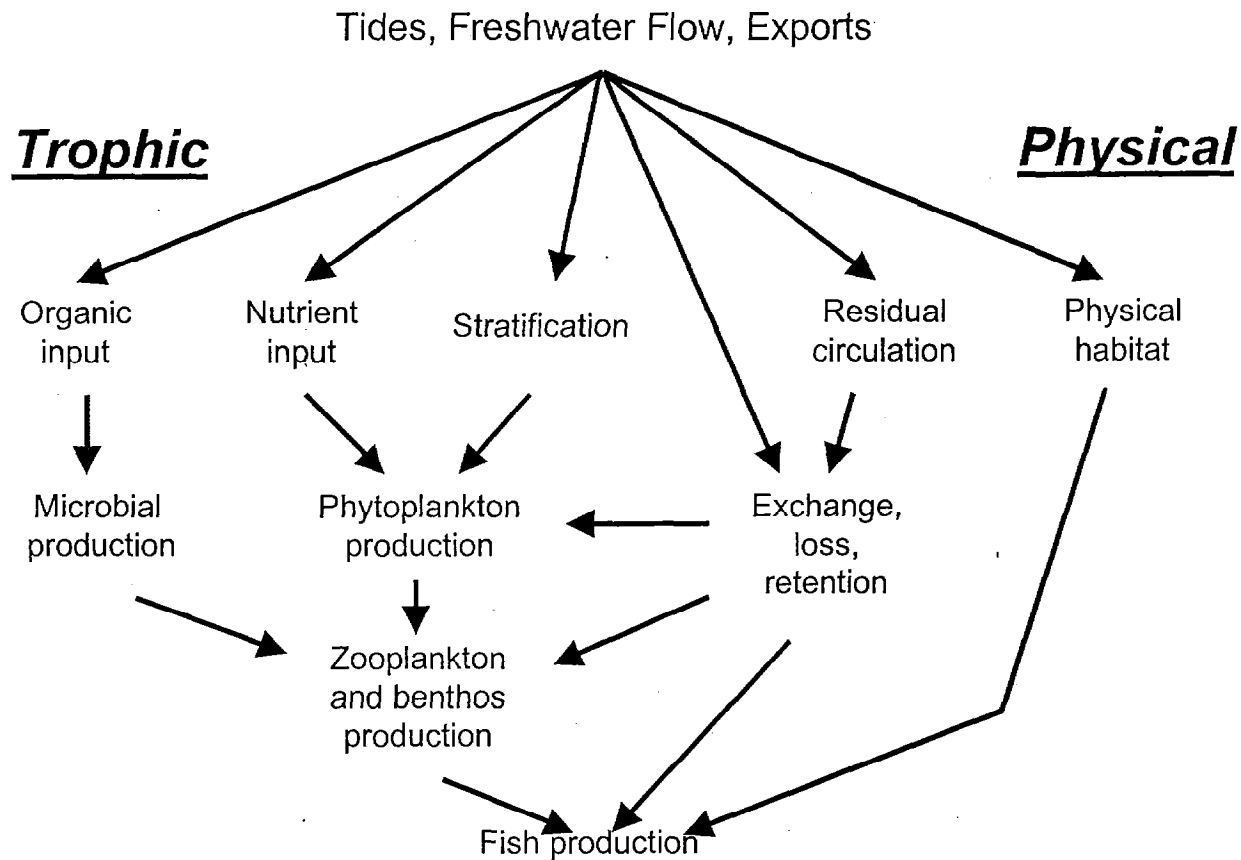 Tides, Freshwater Flow, Exports
Trophic
Physical
Organic
input
Nutrient
input
Stratification
Residual
circulation
Physical
habitat
Microbial
production
Phytoplankton
production
Exchange,
loss,
retention
Zooplankton
and benthos
production
Fish production